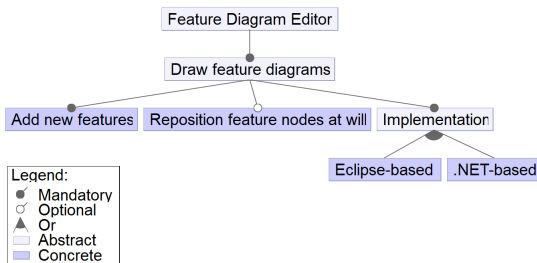 Feature Diagram Editor
Draw feature diagrams
Add new features
Reposition feature nodes at will
Implementation
Eclipse-based
.NET-based
Legend:
Mandatory
Optional
Or
Abstract
Concrete